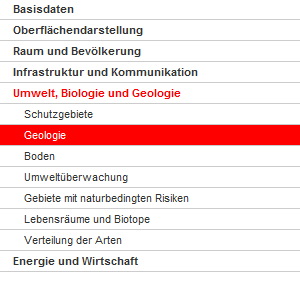 Basisdaten
Oberflächendarstellung
Raum und Bevölkerung
Infrastruktur und Kommunikation
Umwelt, Biologie und Geologie
Schutzgebiete
Geologie
Boden
Umweltüberwachung
Gebiete mit naturbedingten Risiken
Lebensräume und Biotope
Verteilung der Arten
Energie und Wirtschaft